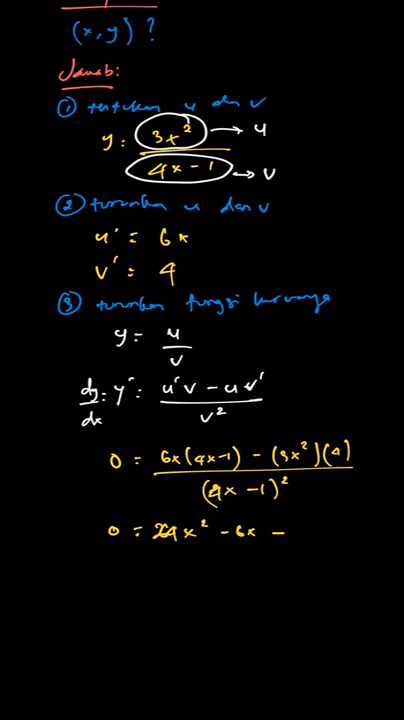 (x, y) ?
Jawab:
① tentukan u dan v
y = 3x² / 4x - 1 → u → v
② turunkan u dan v
u' = 6x
v' = 4
③ turunkan fungsi kurvanya
y = u / v
dy/dx = y' = u'v - uv' / v²
0 = 6x(4x-1) - (3x²)(4) / (4x - 1)²
0 = 24x² - 6x -